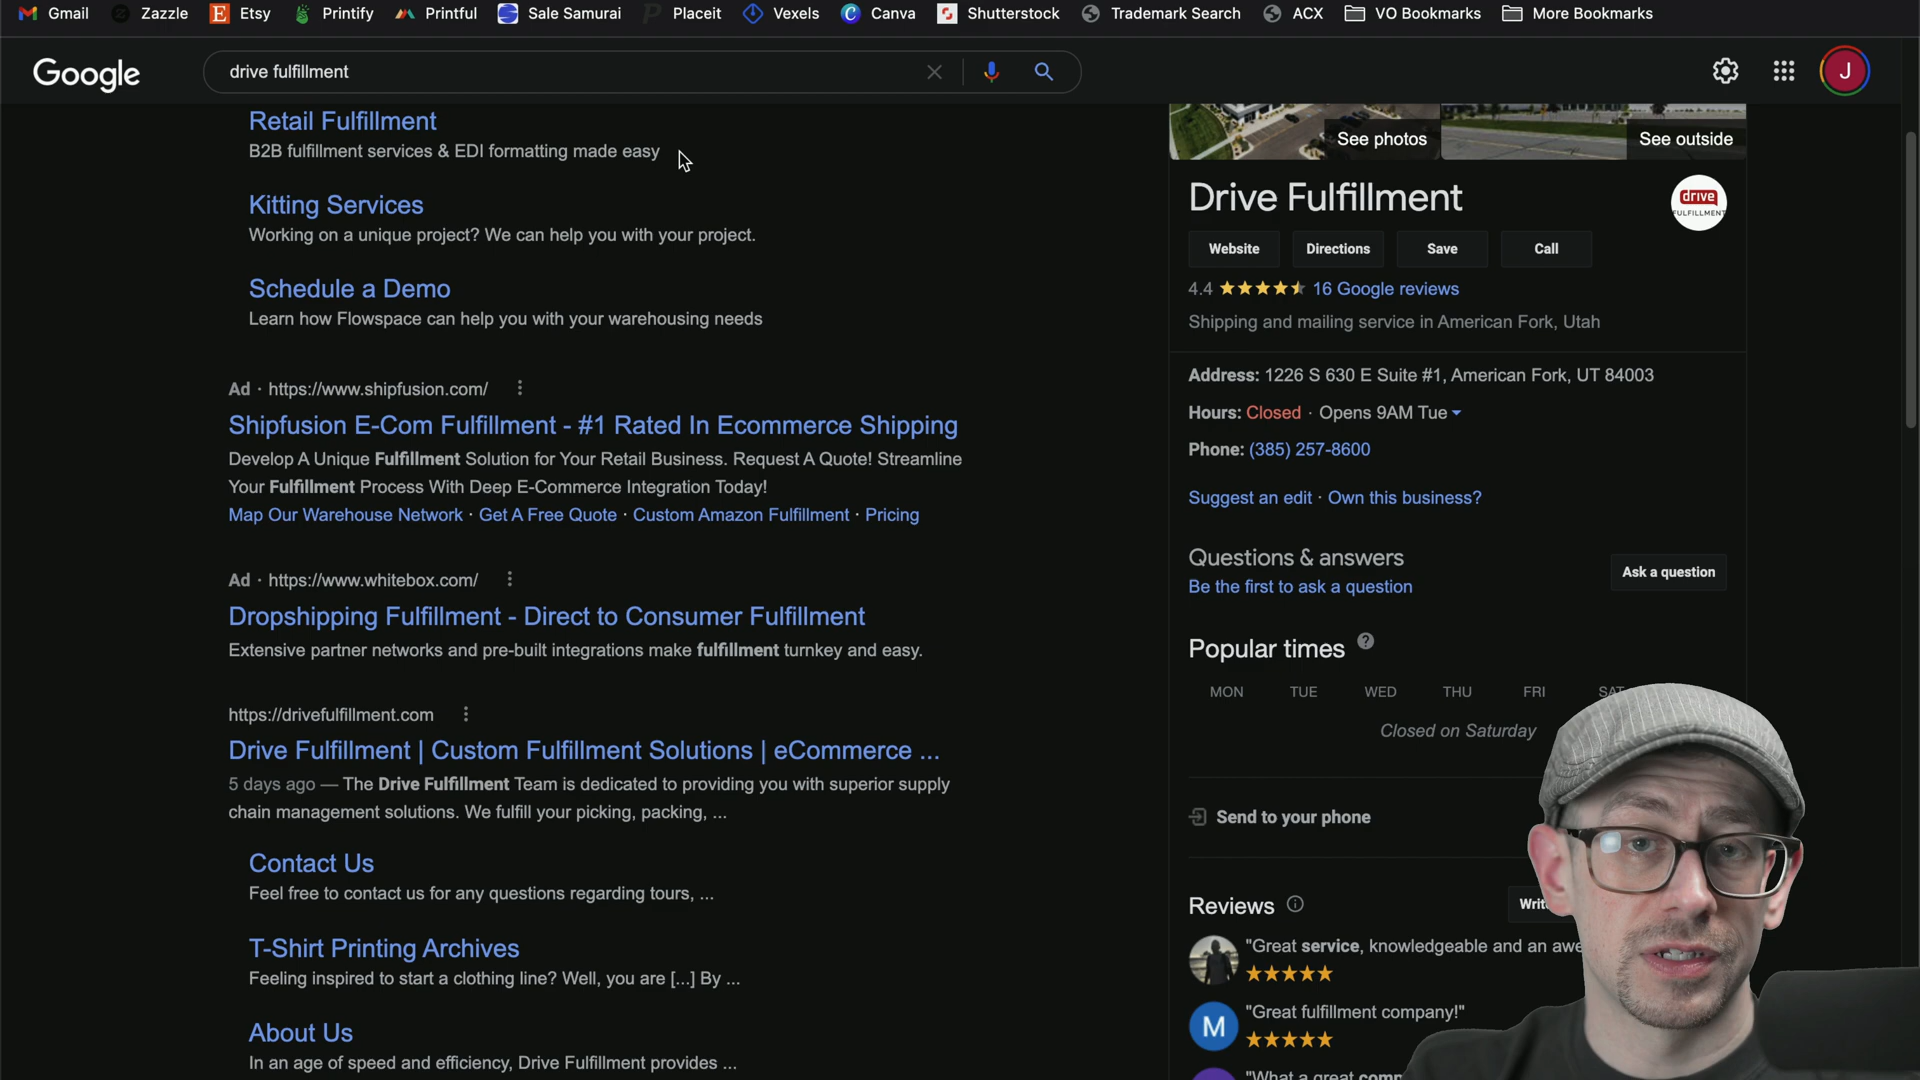 Gmail Zazzle Etsy Printify Printful Sale Samurai Placeit Vexels Canva Shutterstock Trademark Search ACX VO Bookmarks More Bookmarks
Google
drive fulfillment
J
Retail Fulfillment
B2B fulfillment services & EDI formatting made easy
Kitting Services
Working on a unique project? We can help you with your project.
Schedule a Demo
Learn how Flowspace can help you with your warehousing needs
Ad · https://www.shipfusion.com/
Shipfusion E-Com Fulfillment - #1 Rated In Ecommerce Shipping
Develop A Unique Fulfillment Solution for Your Retail Business. Request A Quote! Streamline
Your Fulfillment Process With Deep E-Commerce Integration Today!
Map Our Warehouse Network · Get A Free Quote · Custom Amazon Fulfillment · Pricing
Ad · https://www.whitebox.com/
Dropshipping Fulfillment - Direct to Consumer Fulfillment
Extensive partner networks and pre-built integrations make fulfillment turnkey and easy.
https://drivefulfillment.com
Drive Fulfillment | Custom Fulfillment Solutions | eCommerce ...
5 days ago — The Drive Fulfillment Team is dedicated to providing you with superior supply
chain management solutions. We fulfill your picking, packing, ...
Contact Us
Feel free to contact us for any questions regarding tours, ...
T-Shirt Printing Archives
Feeling inspired to start a clothing line? Well, you are [...] By ...
About Us
In an age of speed and efficiency, Drive Fulfillment provides ...
See photos
See outside
Drive Fulfillment
drive
FULFILLMENT
Website Directions Save Call
4.4 16 Google reviews
Shipping and mailing service in American Fork, Utah
Address: 1226 S 630 E Suite #1, American Fork, UT 84003
Hours: Closed · Opens 9AM Tue
Phone: (385) 257-8600
Suggest an edit · Own this business?
Questions & answers
Be the first to ask a question
Ask a question
Popular times ?
MON TUE WED THU FRI SAT
Closed on Saturday
Send to your phone
Reviews
"Great service, knowledgeable and an
M
"Great fulfillment company!"
"What a great